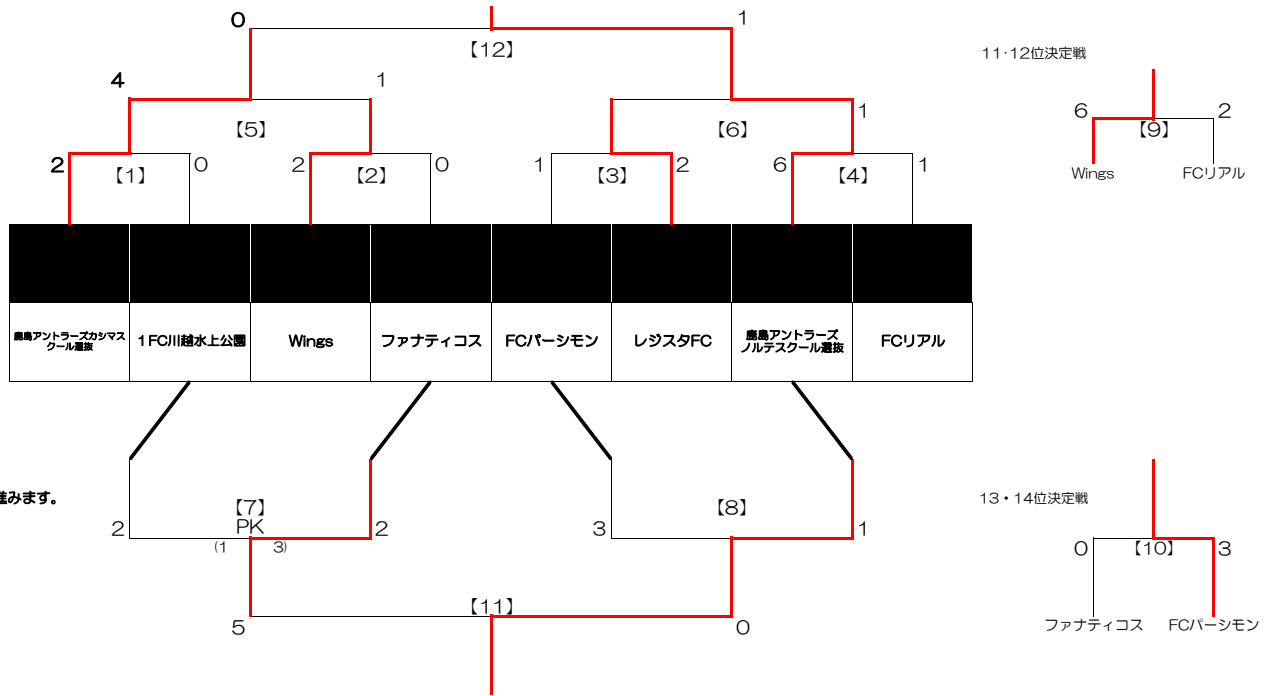 0
1
【12】
11・12位決定戦
4
1
【5】
【6】
1
6
2
【9】
2
0
2
0
1
2
6
1
【1】
【2】
【3】
【4】
Wings
FCリアル
鹿島アントラーズカシマス
クール選抜
1FC川越水上公園
Wings
ファナティコス
FCパーシモン
レジスタFC
鹿島アントラーズ
ノルテスクール選抜
FCリアル
進みます。
13・14位決定戦
【7】
【8】
2
PK
2
3
1
(1
3)
0
【10】
3
【11】
5
0
ファナティコス
FCパーシモン